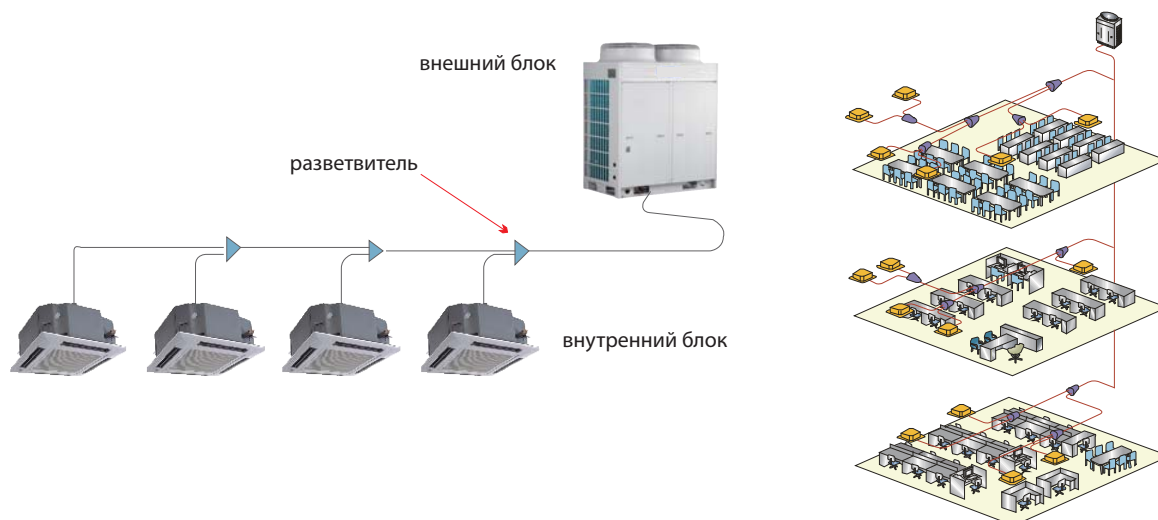 внешний блок
разветвитель
внутренний блок